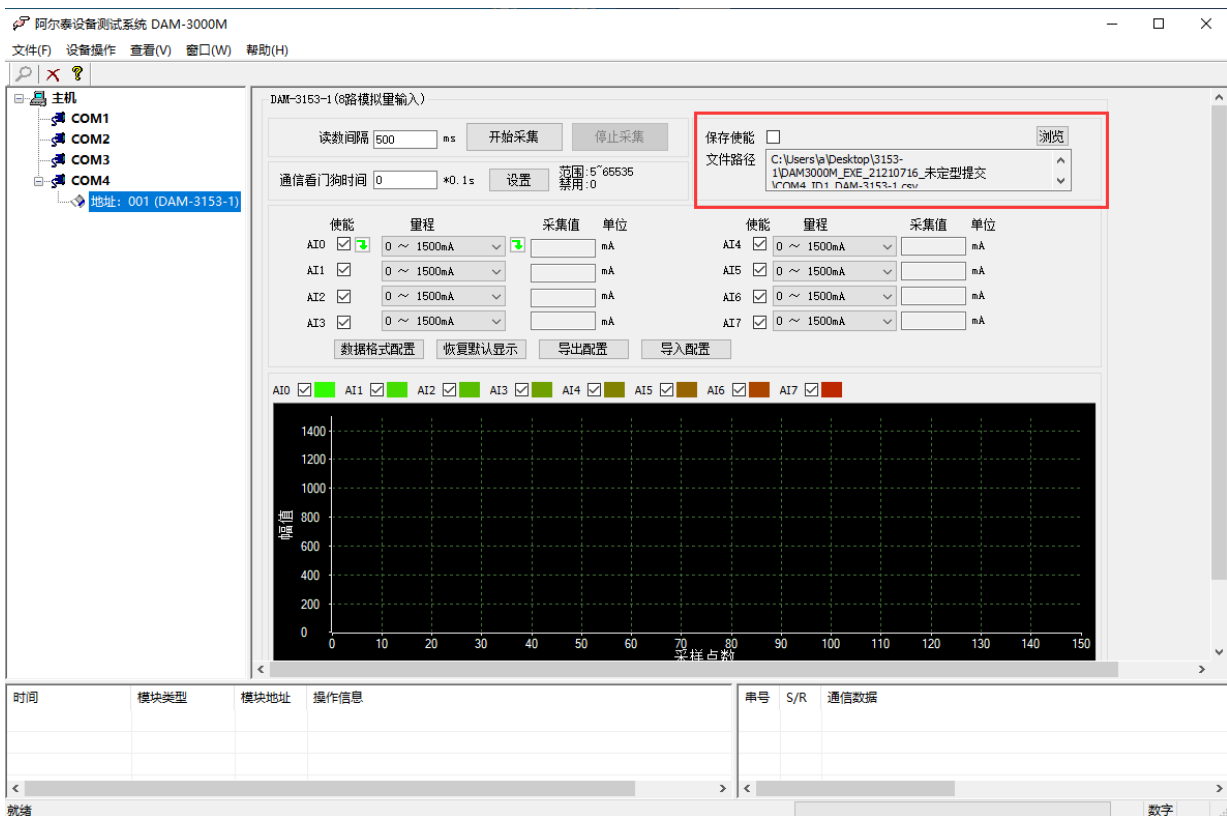 阿尔泰设备测试系统 DAM-3000M
文件(F) 设备操作 查看(V) 窗口(W) 帮助(H)
主机
COM1
COM2
COM3
COM4
地址: 001 (DAM-3153-1)
DAM-3153-1(8路模拟量输入)
读数间隔 500 ms 开始采集 停止采集
通信看门狗时间 0 *0.1s 设置 范围:5~65535
禁用:0
保存使能 浏览
文件路径 C:\Users\a\Desktop\3153-
1\DAM3000M_EXE_21210716_未定型提交
\COM4_ID1_DAM-3153-1.csv
使能 量程 采集值 单位 使能 量程 采集值 单位
AI0 0 ～ 1500mA mA AI4 0 ～ 1500mA mA
AI1 0 ～ 1500mA mA AI5 0 ～ 1500mA mA
AI2 0 ～ 1500mA mA AI6 0 ～ 1500mA mA
AI3 0 ～ 1500mA mA AI7 0 ～ 1500mA mA
数据格式配置 恢复默认显示 导出配置 导入配置
AI0 AI1 AI2 AI3 AI4 AI5 AI6 AI7
1400
1200
1000
800
600
400
200
0
幅值
0 10 20 30 40 50 60 70 80 90 100 110 120 130 140 150
采样点数
时间 模块类型 模块地址 操作信息 串号 S/R 通信数据
就绪 数字